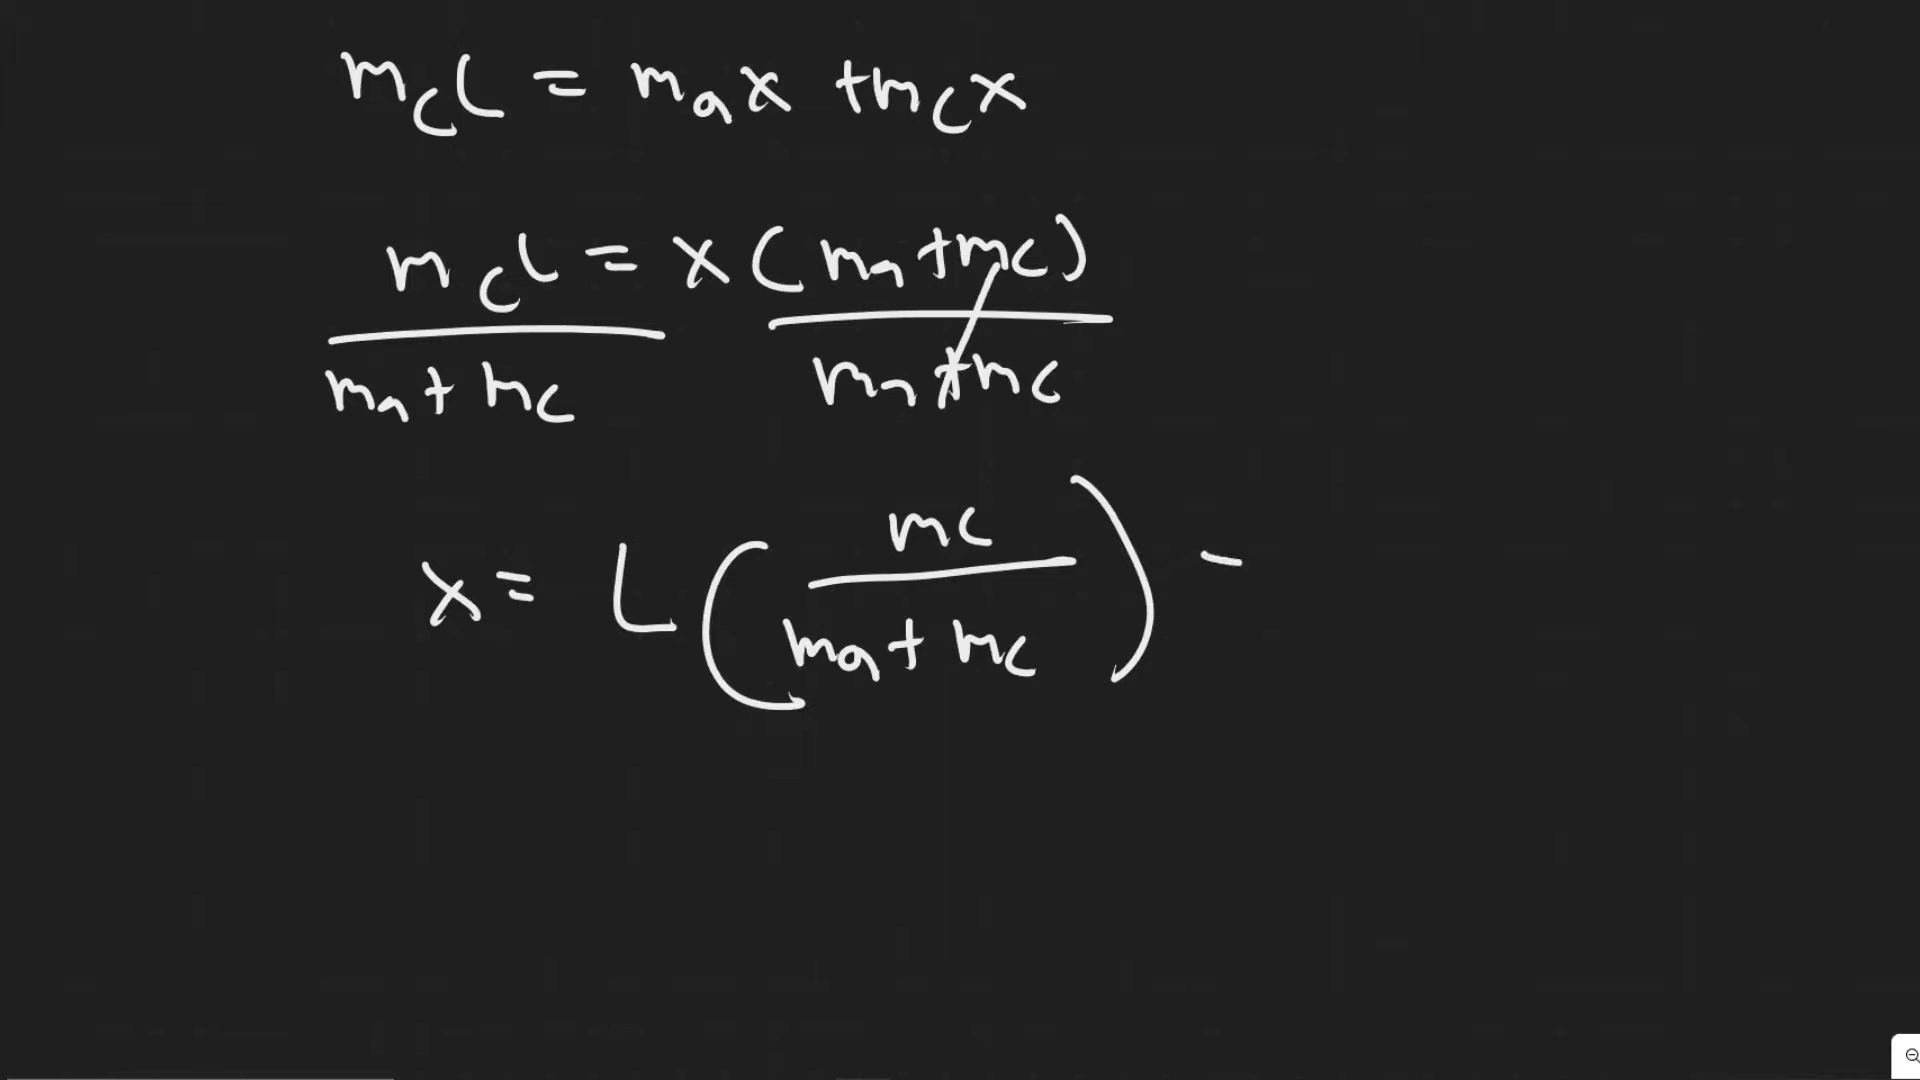 m_c L = m_a x + m_c x
m_c L = x (m_a + m_c)
m_a + m_c m_a + m_c
x = L ( m_c / m_a + m_c ) -